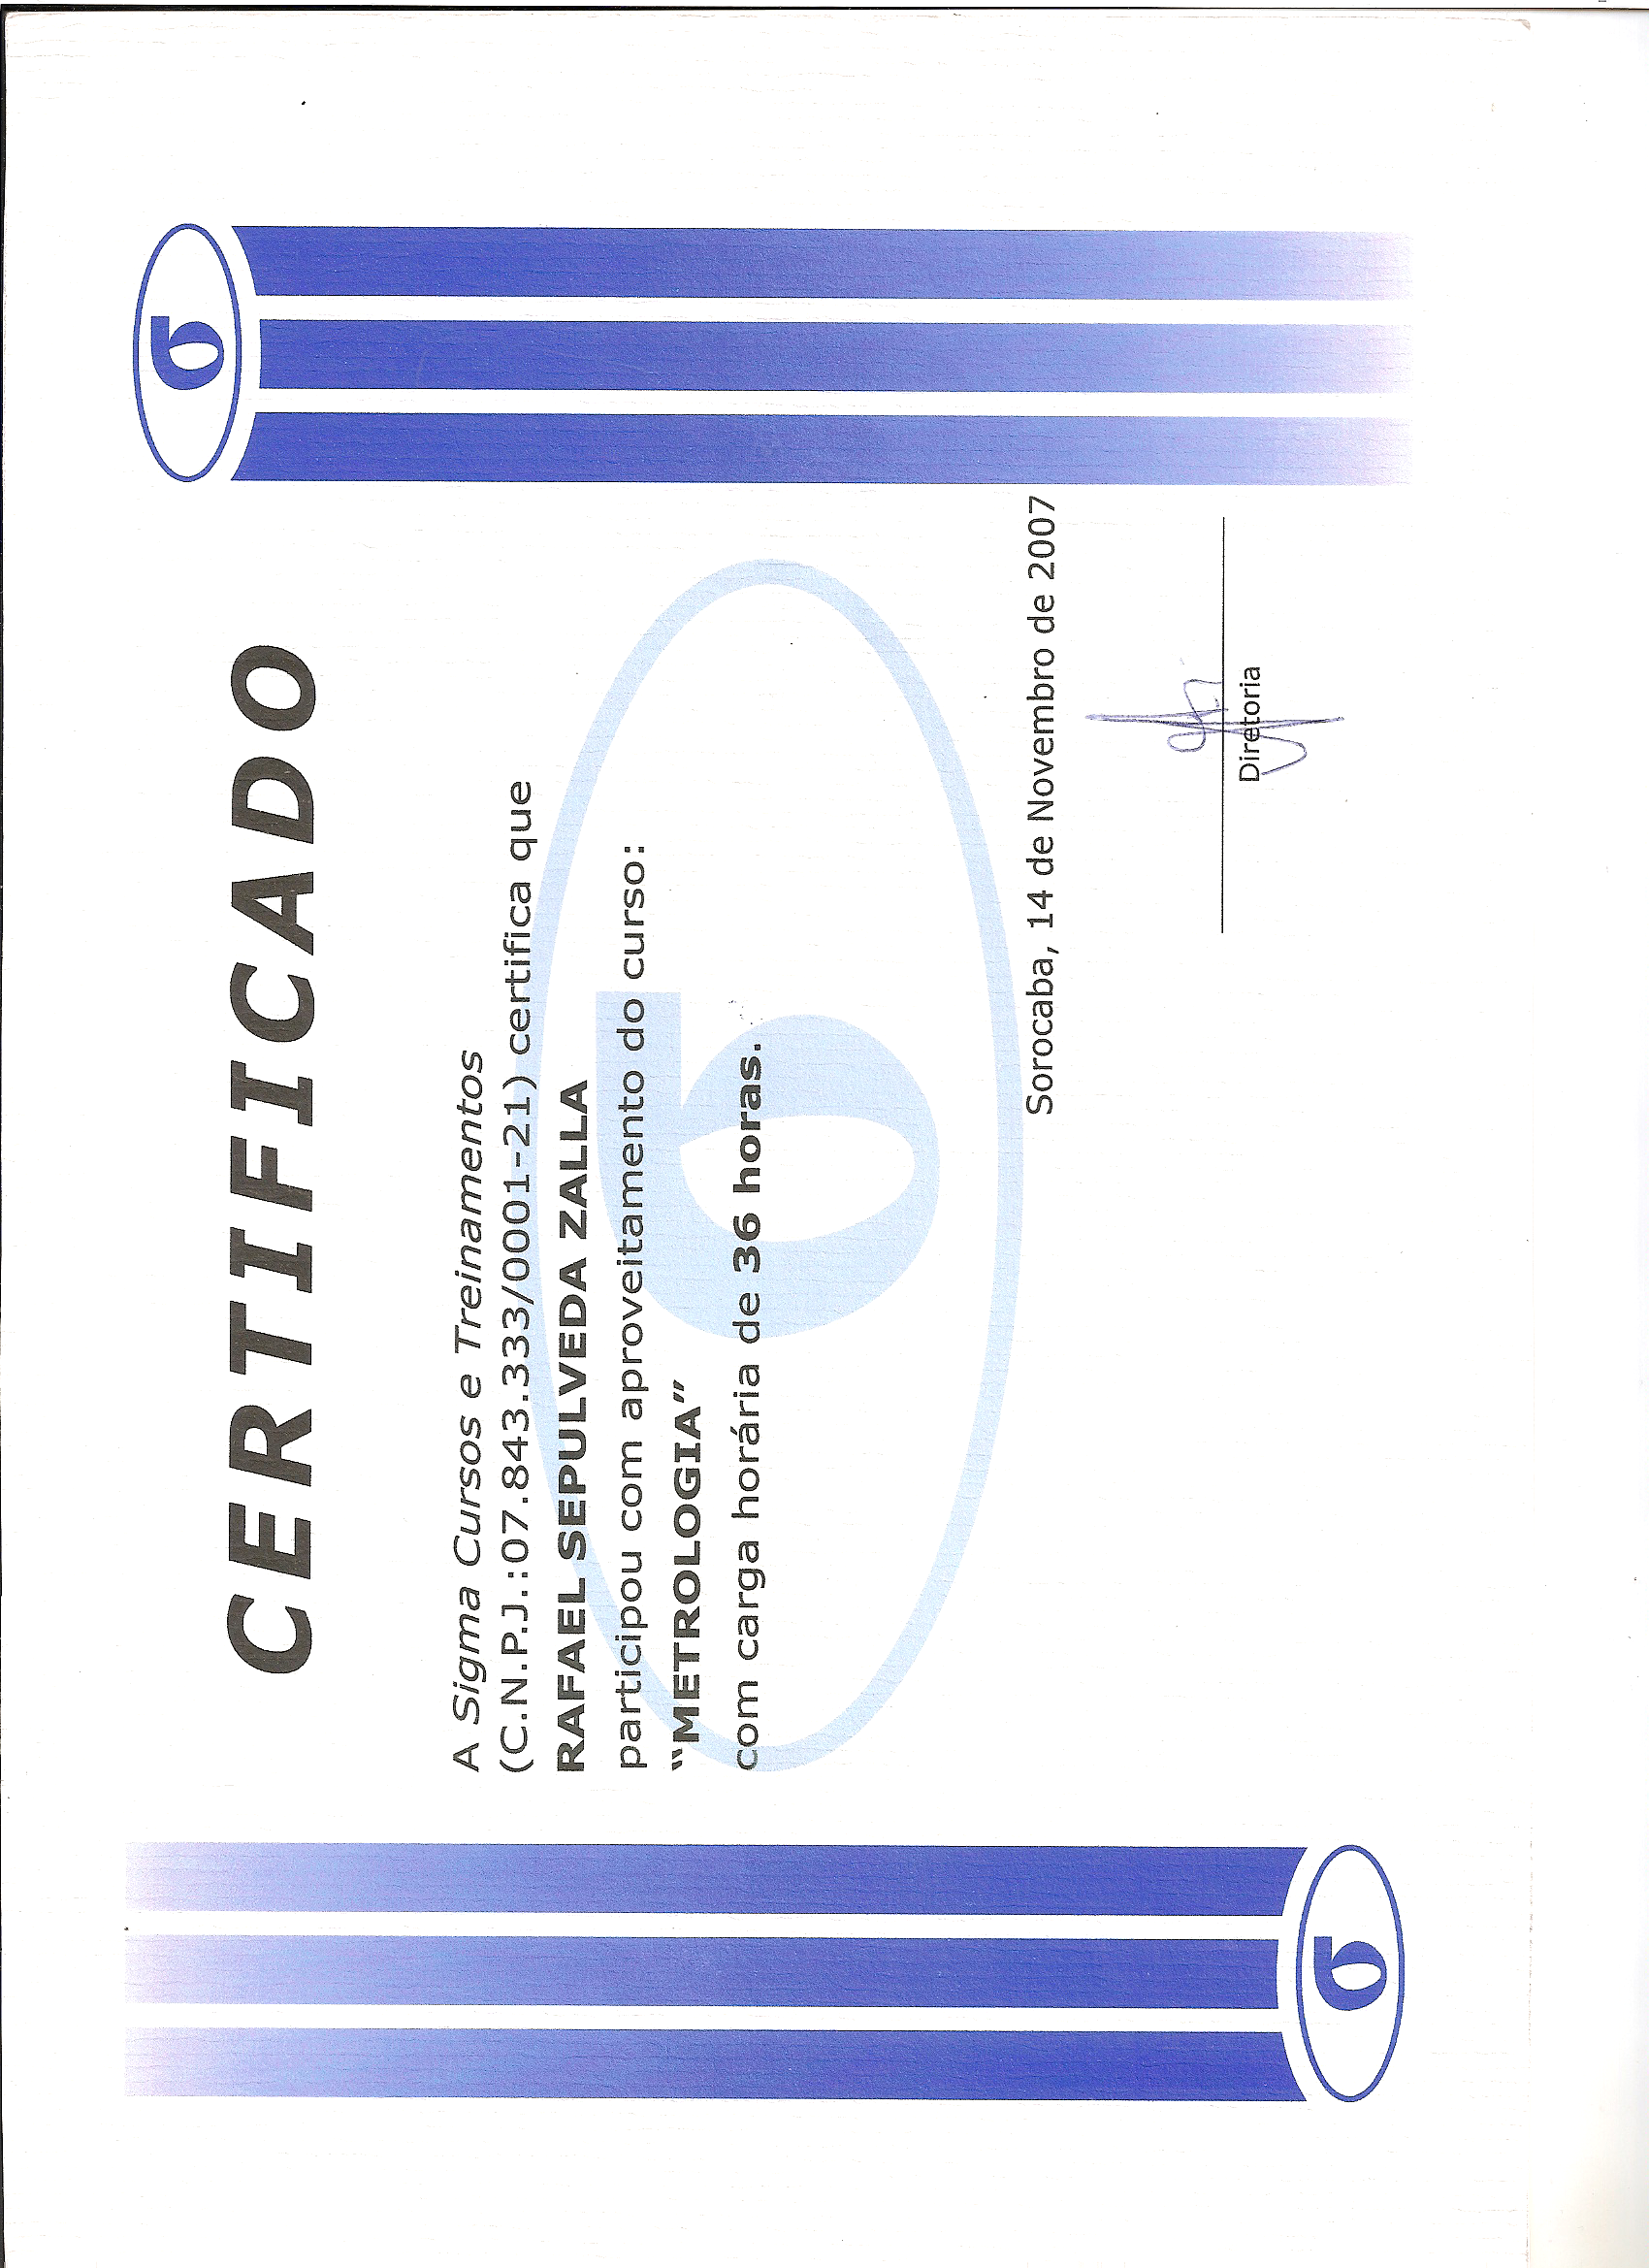 CERTIFICADO
A Sigma Cursos e Treinamentos
(C.N.P.J.:07.843.333/0001-21) certifica que
RAFAEL SEPULVEDA ZALLA
participou com aproveitamento do curso:
“METROLOGIA”
com carga horária de 36 horas.
Sorocaba, 14 de Novembro de 2007
Diretoria